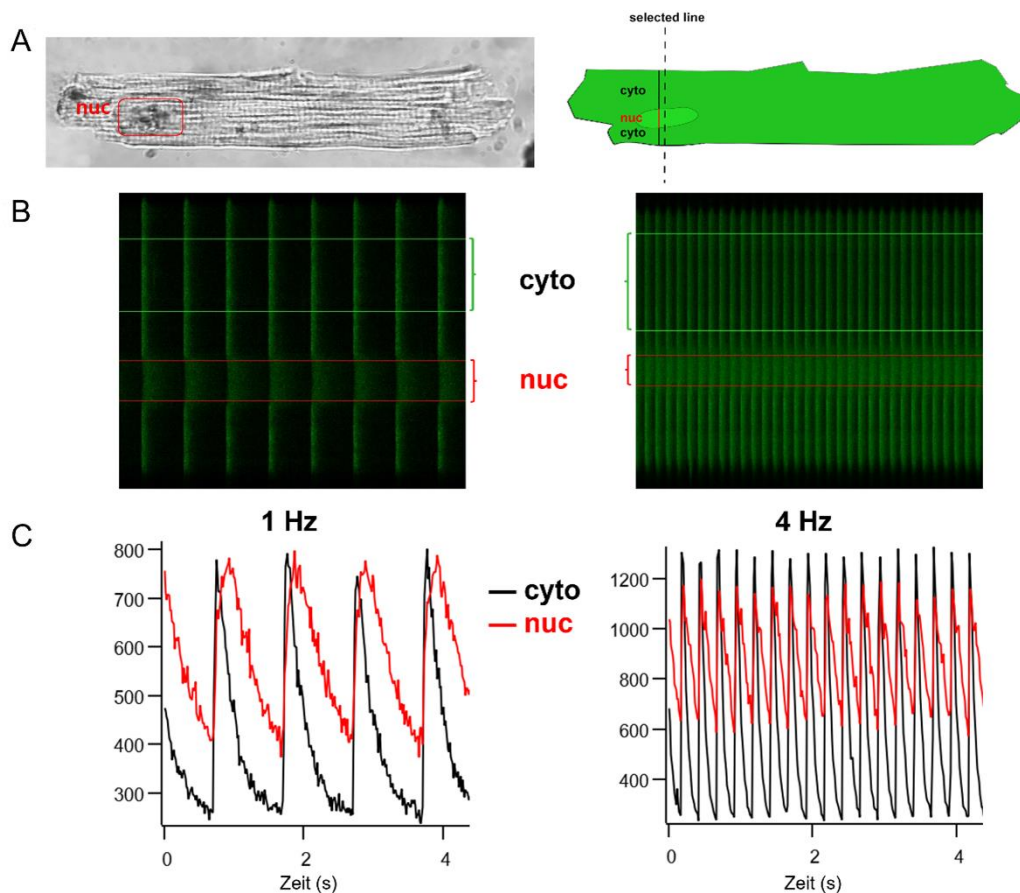 A
nuc
selected line
cyto
nuc
cyto
B
cyto
nuc
C
1 Hz
4 Hz
800
700
600
500
400
300
0
2
4
Zeit (s)
cyto
nuc
1200
1000
800
600
400
0
2
4
Zeit (s)